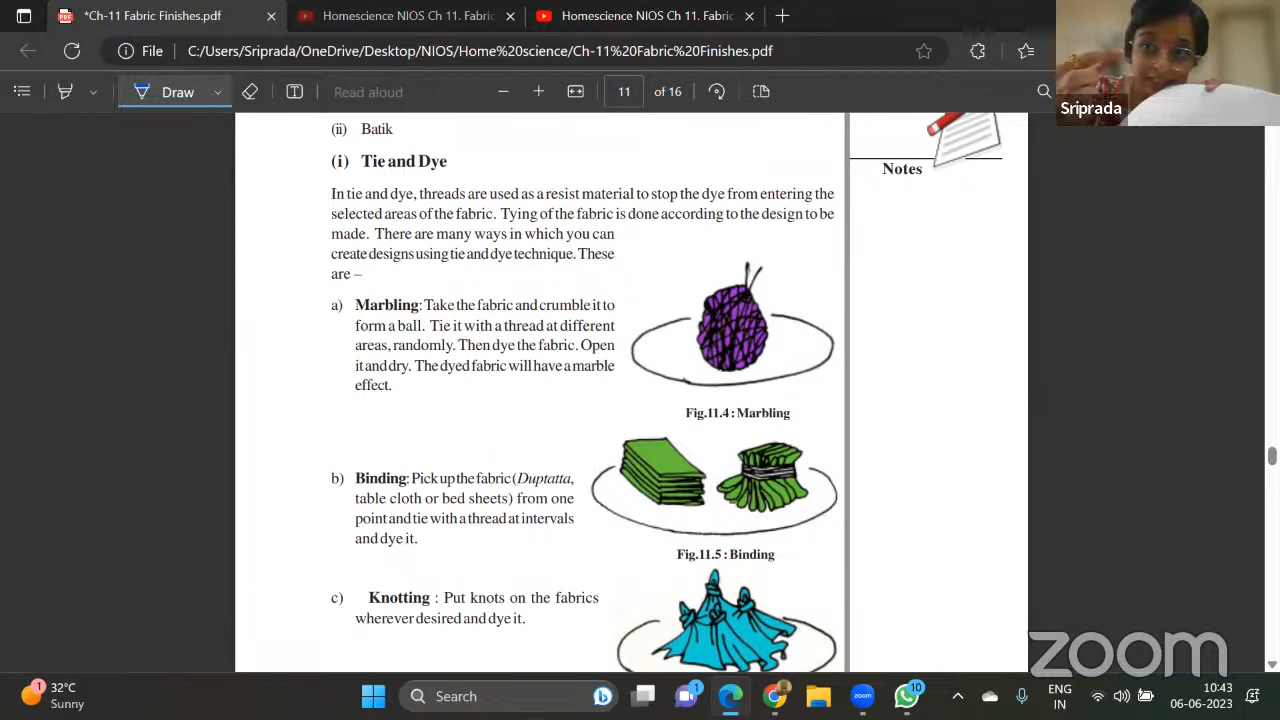 *Ch-11 Fabric Finishes.pdf
Homescience NIOS Ch 11. Fabric
Homescience NIOS Ch 11. Fabric
File
C:/Users/Sriprada/OneDrive/Desktop/NIOS/Home%20science/Ch-11%20Fabric%20Finishes.pdf
Draw
Read aloud
11 of 16
Sriprada
(ii) Batik
(i) Tie and Dye
Notes
In tie and dye, threads are used as a resist material to stop the dye from entering the
selected areas of the fabric. Tying of the fabric is done according to the design to be
made. There are many ways in which you can
create designs using tie and dye technique. These
are –
a) Marbling: Take the fabric and crumble it to
form a ball. Tie it with a thread at different
areas, randomly. Then dye the fabric. Open
it and dry. The dyed fabric will have a marble
effect.
Fig.11.4 : Marbling
b) Binding: Pick up the fabric (Duptatta,
table cloth or bed sheets) from one
point and tie with a thread at intervals
and dye it.
Fig.11.5 : Binding
c) Knotting : Put knots on the fabrics
wherever desired and dye it.
zoom
1
32°C
Sunny
Search
1
zoom
10
ENG
IN
10:43
06-06-2023